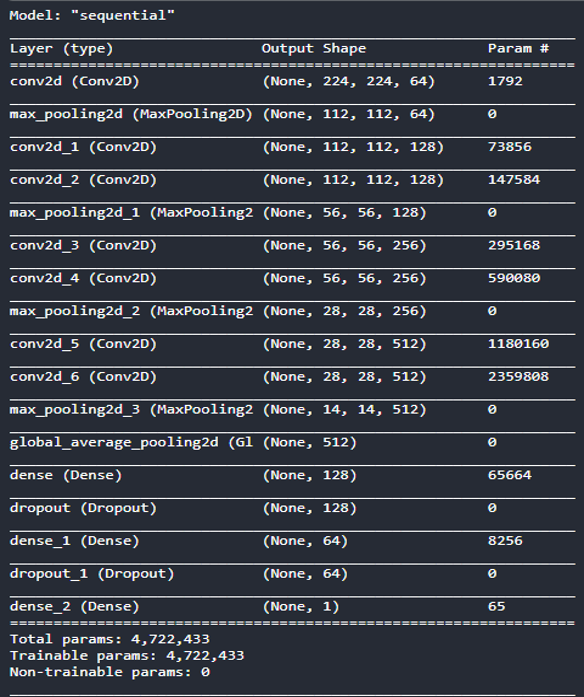 Model: "sequential"
Layer (type) Output Shape Param #
conv2d (Conv2D) (None, 224, 224, 64) 1792
max_pooling2d (MaxPooling2D) (None, 112, 112, 64) 0
conv2d_1 (Conv2D) (None, 112, 112, 128) 73856
conv2d_2 (Conv2D) (None, 112, 112, 128) 147584
max_pooling2d_1 (MaxPooling2 (None, 56, 56, 128) 0
conv2d_3 (Conv2D) (None, 56, 56, 256) 295168
conv2d_4 (Conv2D) (None, 56, 56, 256) 590080
max_pooling2d_2 (MaxPooling2 (None, 28, 28, 256) 0
conv2d_5 (Conv2D) (None, 28, 28, 512) 1180160
conv2d_6 (Conv2D) (None, 28, 28, 512) 2359808
max_pooling2d_3 (MaxPooling2 (None, 14, 14, 512) 0
global_average_pooling2d (Gl (None, 512) 0
dense (Dense) (None, 128) 65664
dropout (Dropout) (None, 128) 0
dense_1 (Dense) (None, 64) 8256
dropout_1 (Dropout) (None, 64) 0
dense_2 (Dense) (None, 1) 65
Total params: 4,722,433
Trainable params: 4,722,433
Non-trainable params: 0